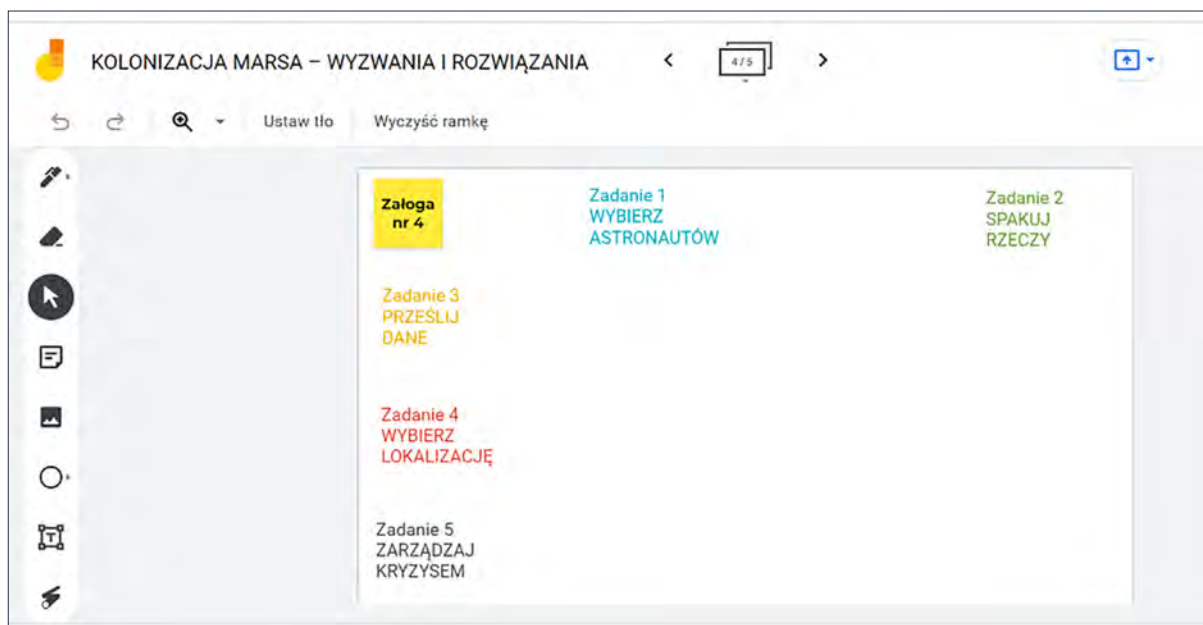 KOLONIZACJA MARSA – WYZWANIA I ROZWIĄZANIA
4/5
Ustaw tło
Wyczyść ramkę
Załoga
nr 4
Zadanie 1
WYBIERZ
ASTRONAUTÓW
Zadanie 2
SPAKUJ
RZECZY
Zadanie 3
PRZEŚLIJ
DANE
Zadanie 4
WYBIERZ
LOKALIZACJĘ
Zadanie 5
ZARZĄDZAJ
KRYZYSEM